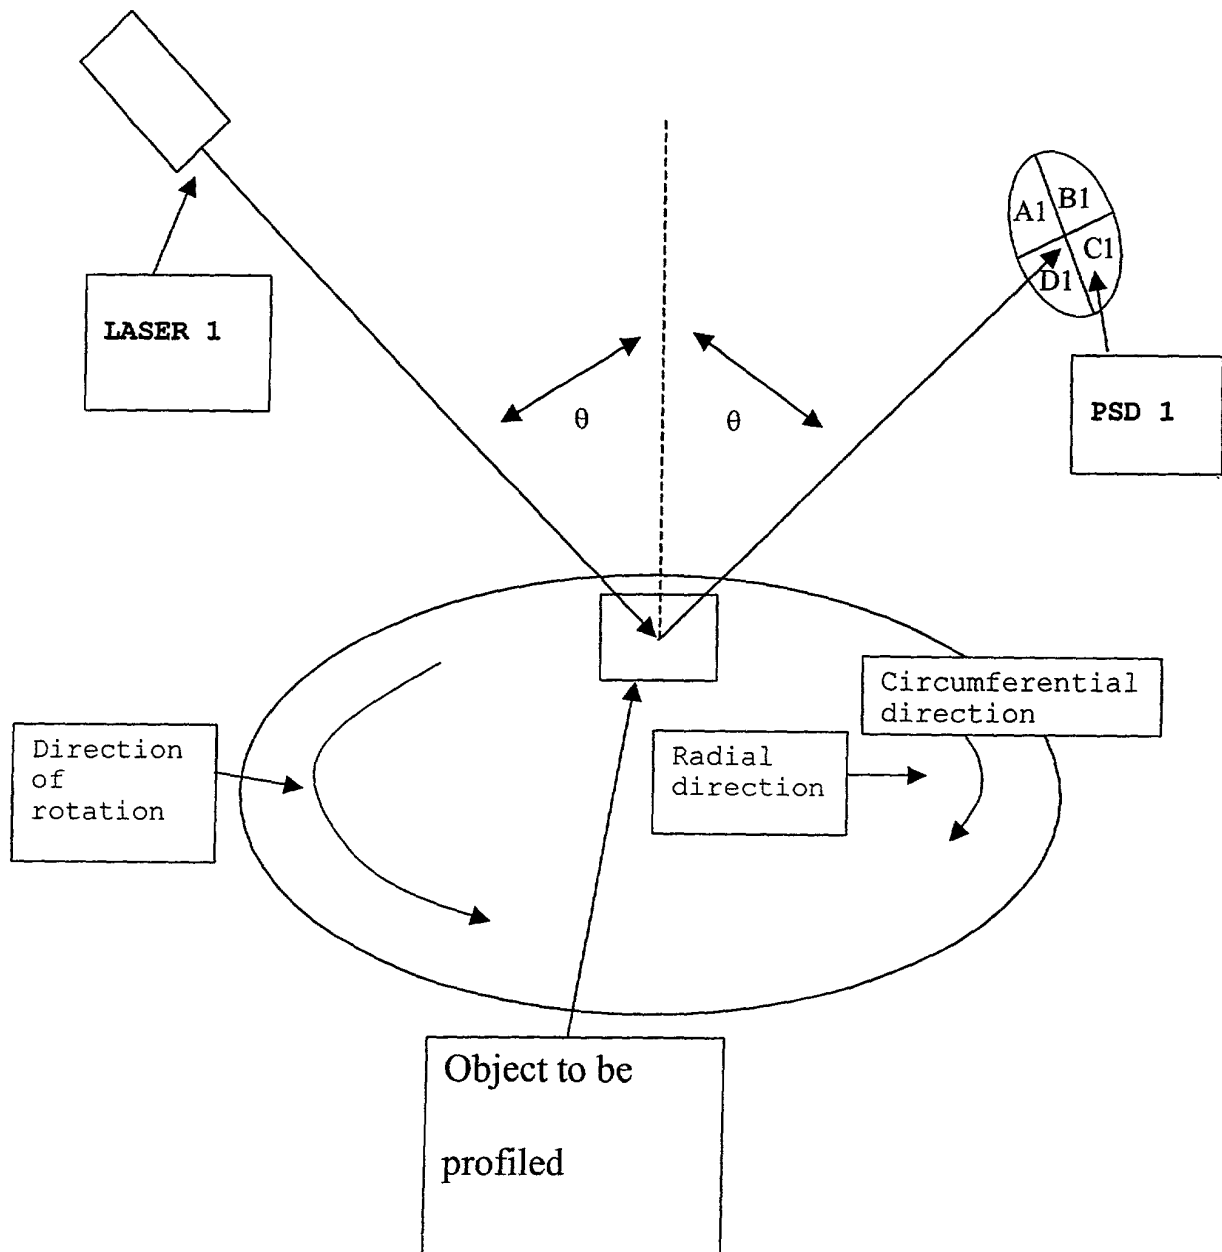 A1
B1
C1
D1
LASER 1
θ
θ
PSD 1
Circumferential
direction
Direction
of
rotation
Radial
direction
Object to be
profiled